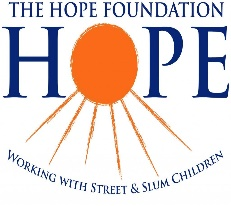 THE HOPE FOUNDATION
HOPE
WORKING WITH STREET & SLUM CHILDREN